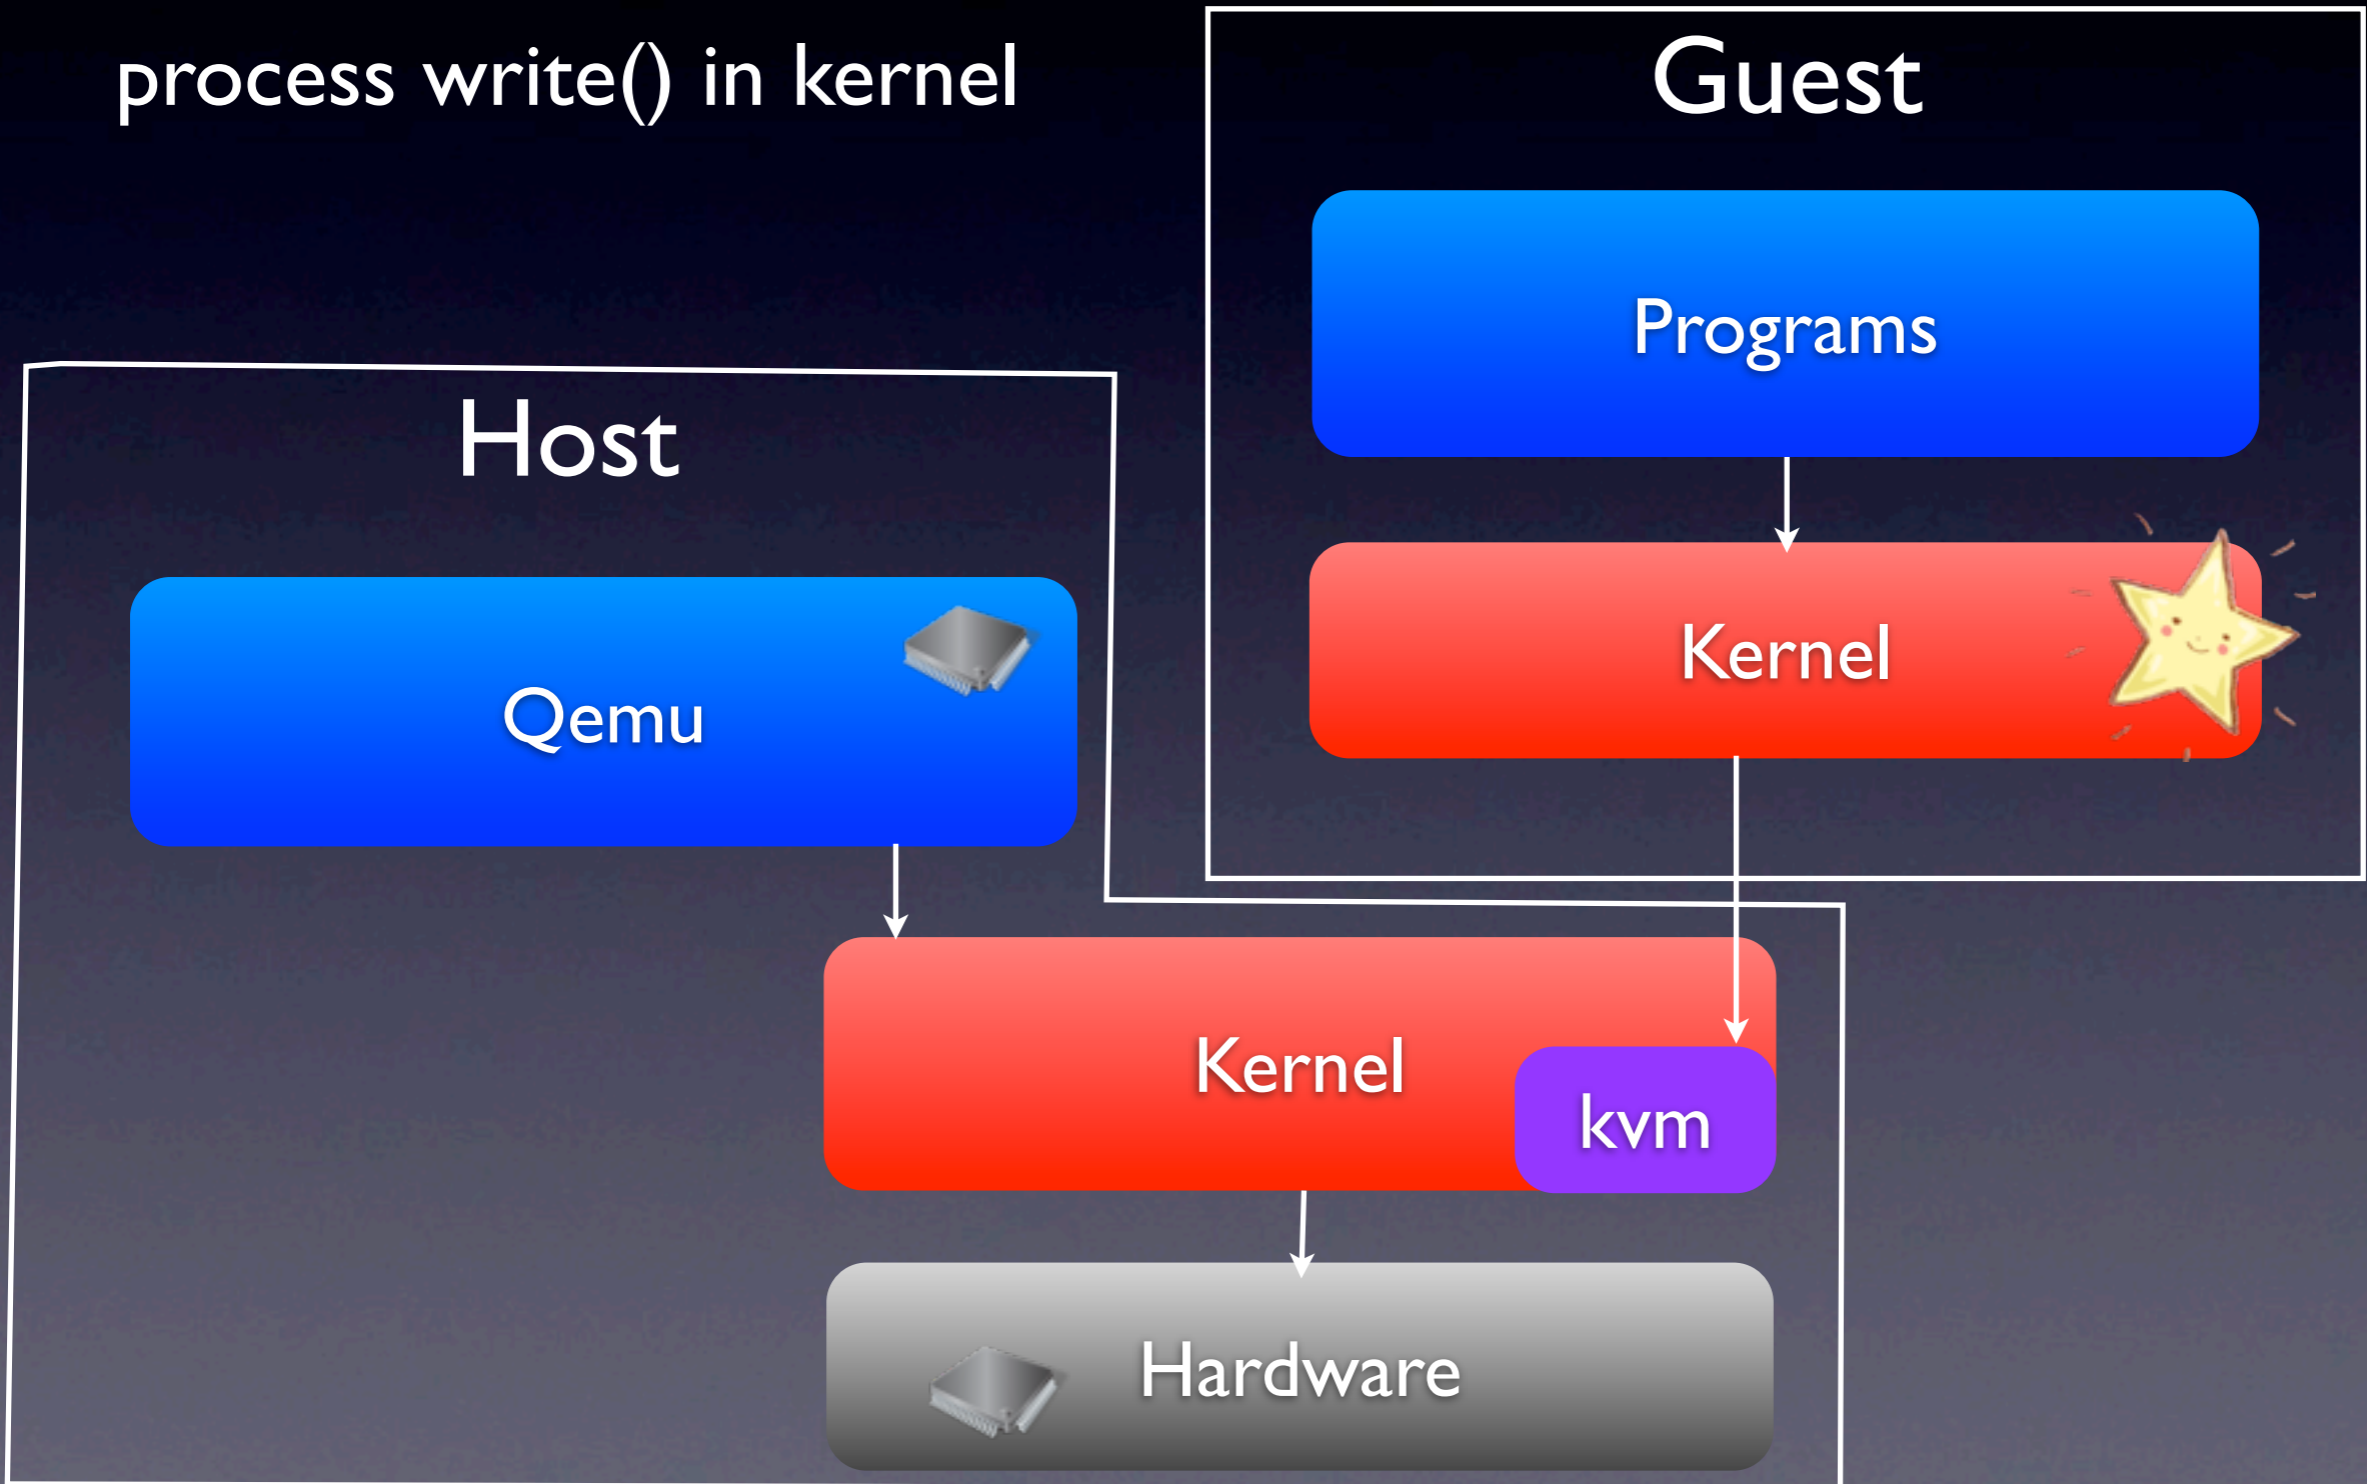 process write() in kernel
Guest
Programs
Host
Kernel
Qemu
Kernel
kvm
Hardware